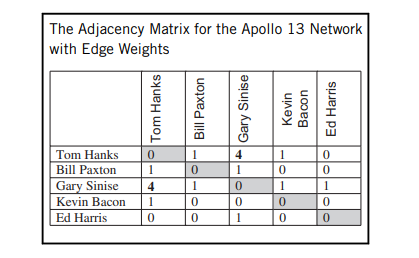 The Adjacency Matrix for the Apollo 13 Network
with Edge Weights
Tom Hanks Bill Paxton Gary Sinise Kevin Bacon Ed Harris
Tom Hanks 0 1 4 1 0
Bill Paxton 1 0 1 0 0
Gary Sinise 4 1 0 1 1
Kevin Bacon 1 0 0 0 0
Ed Harris 0 0 1 0 0